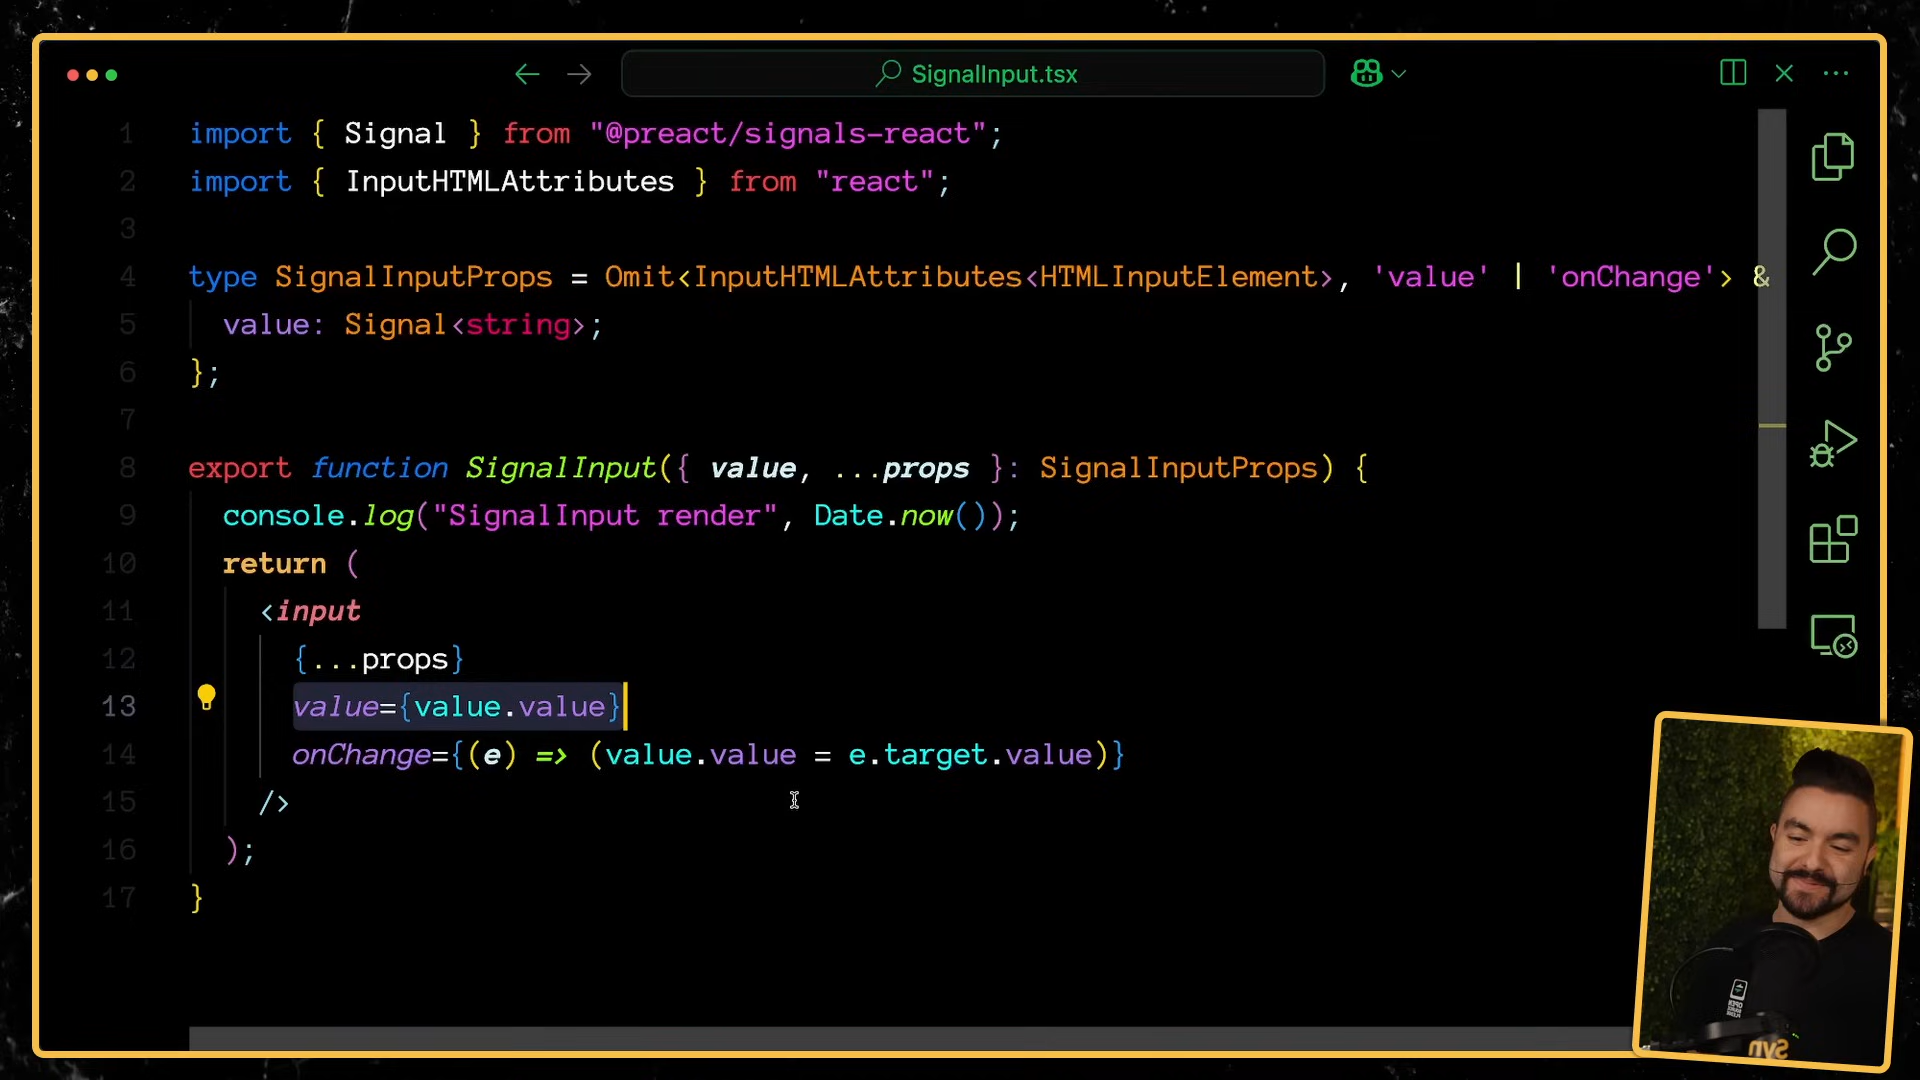 SignalInput.tsx
1 import { Signal } from "@preact/signals-react";
2 import { InputHTMLAttributes } from "react";
3
4 type SignalInputProps = Omit<InputHTMLAttributes<HTMLInputElement>, 'value' | 'onChange'> &
5 value: Signal<string>;
6 };
7
8 export function SignalInput({ value, ...props }: SignalInputProps) {
9 console.log("SignalInput render", Date.now());
10 return (
11 <input
12 {...props}
13 value={value.value}
14 onChange={(e) => (value.value = e.target.value)}
15 />
16 );
17 }